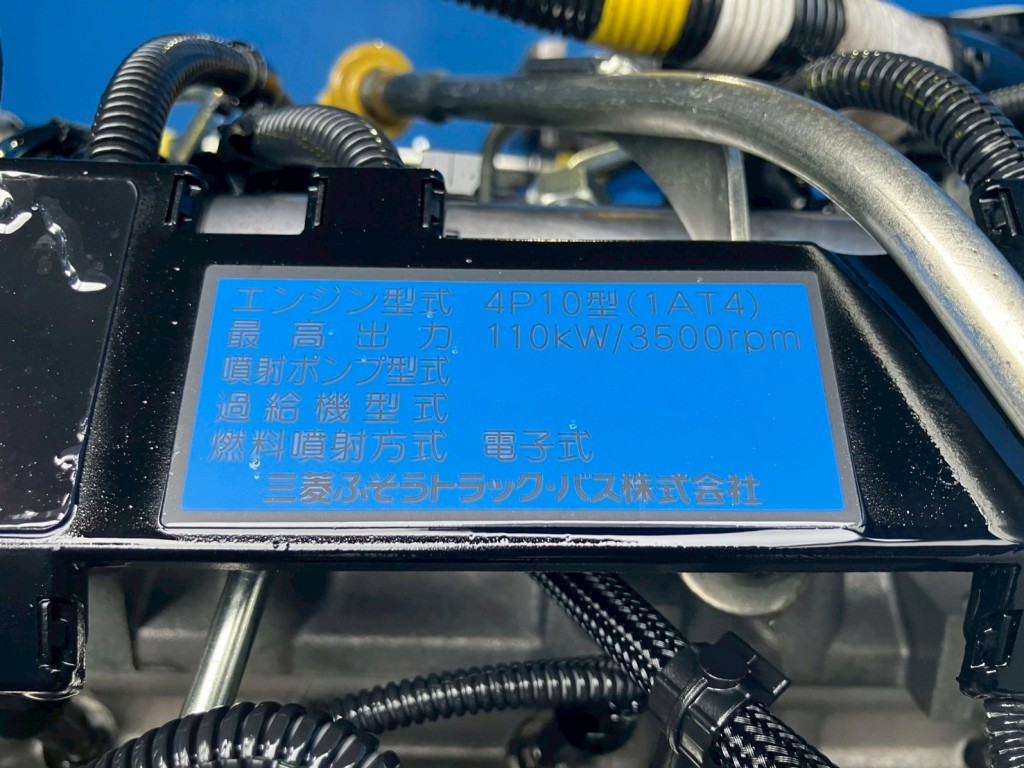 エンジン型式 4P10型(1AT4)
最高出力 110kW/3500rpm
噴射ポンプ型式
過給機型式
燃料噴射方式 電子式
三菱ふそうトラック・バス株式会社